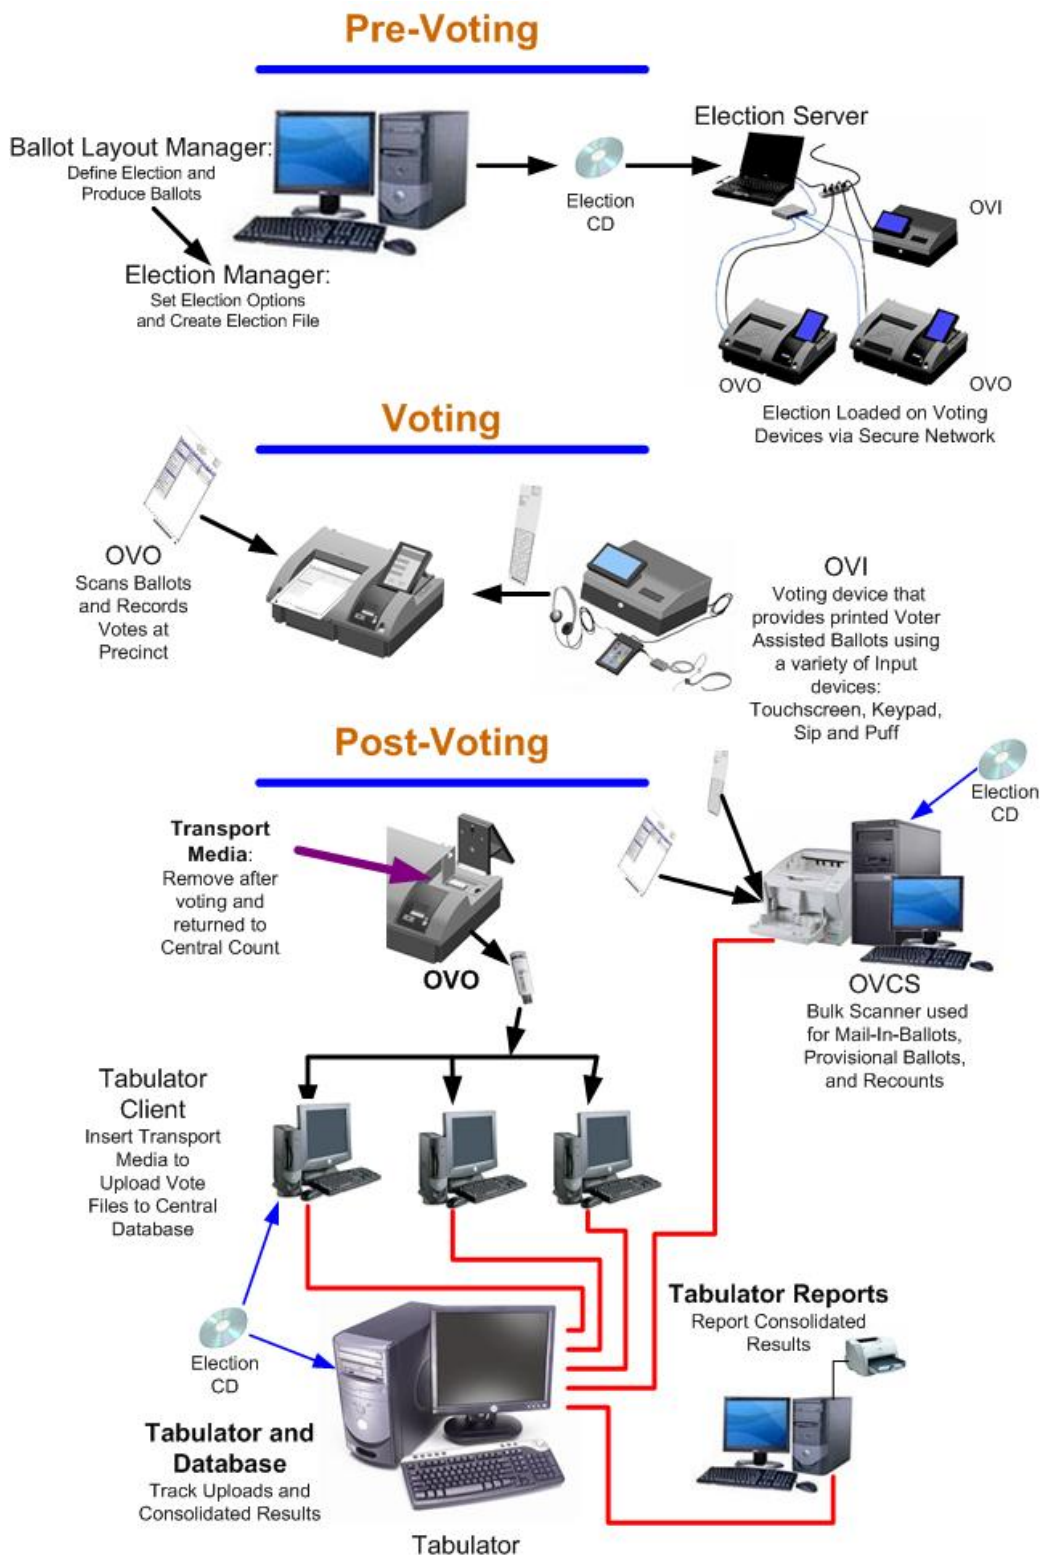 Pre-Voting
Election Server
Ballot Layout Manager:
Define Election and
Produce Ballots
Election
CD
OVI
Election Manager:
Set Election Options
and Create Election File
OVO
OVO
Election Loaded on Voting
Devices via Secure Network
Voting
OVO
Scans Ballots
and Records
Votes at
Precinct
OVI
Voting device that
provides printed Voter
Assisted Ballots using
a variety of Input
devices:
Touchscreen, Keypad,
Sip and Puff
Post-Voting
Election
CD
Transport
Media:
Remove after
voting and
returned to
Central Count
OVO
OVCS
Bulk Scanner used
for Mail-In-Ballots,
Provisional Ballots,
and Recounts
Tabulator
Client
Insert Transport
Media to
Upload Vote
Files to Central
Database
Tabulator Reports
Report Consolidated
Results
Election
CD
Tabulator and
Database
Track Uploads and
Consolidated Results
Tabulator